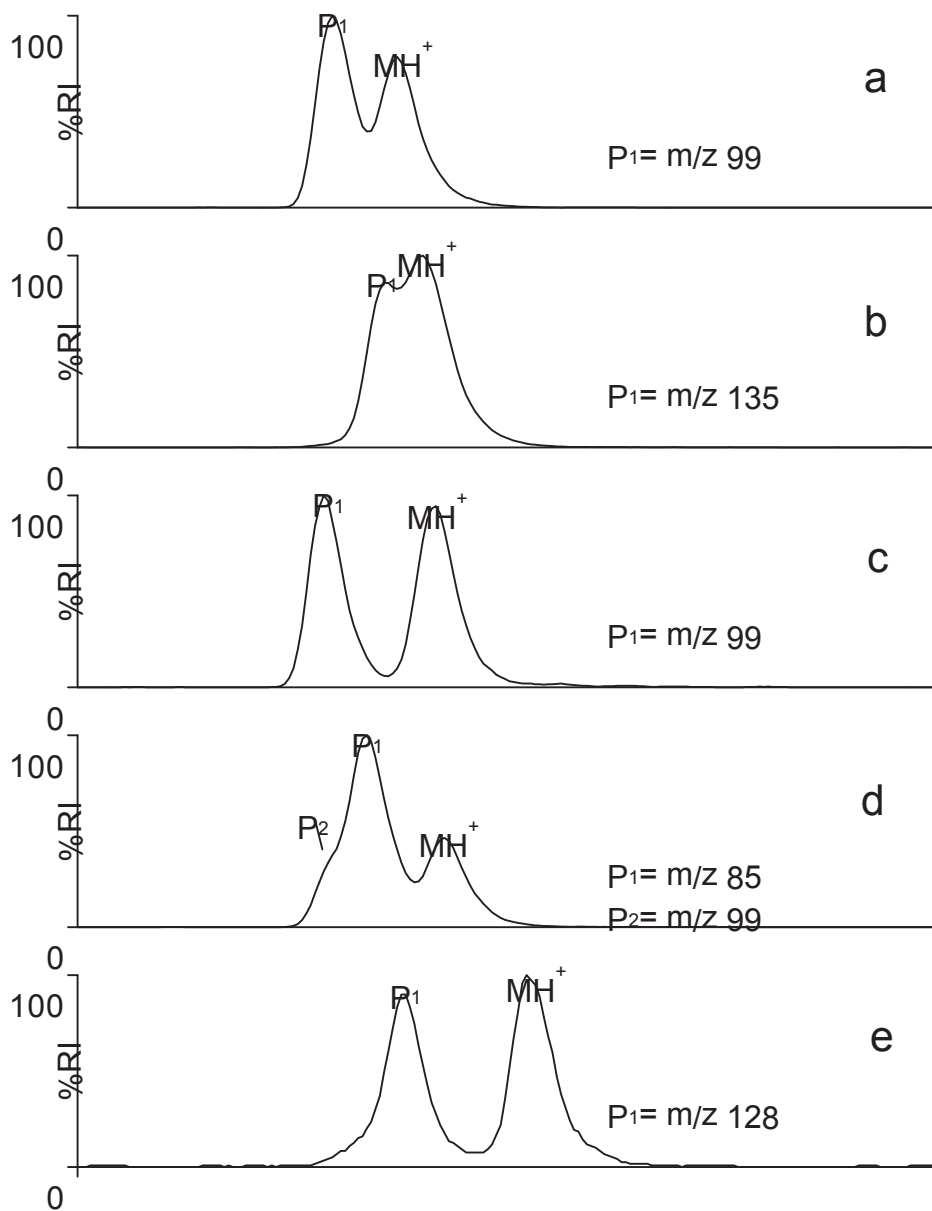 P₁
MH⁺
100
%RI
a
P₁= m/z 99
0
P₁
MH⁺
100
%RI
b
P₁= m/z 135
0
P₁
MH⁺
100
%RI
c
P₁= m/z 99
0
P₁
100
%RI
d
P₂
MH⁺
P₁= m/z 85
P₂= m/z 99
0
P₁
MH⁺
100
%RI
e
P₁= m/z 128
0